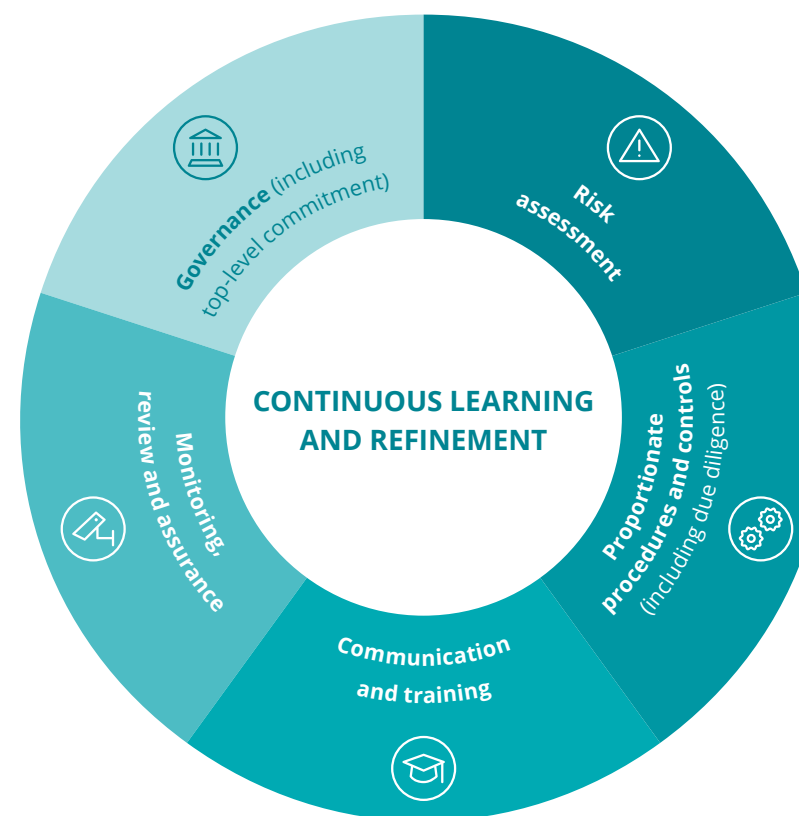 Governance (including
top-level commitment)
Risk
assessment
Proportionate
procedures and controls
(including due diligence)
Communication
and training
Monitoring,
review and assurance
CONTINUOUS LEARNING
AND REFINEMENT